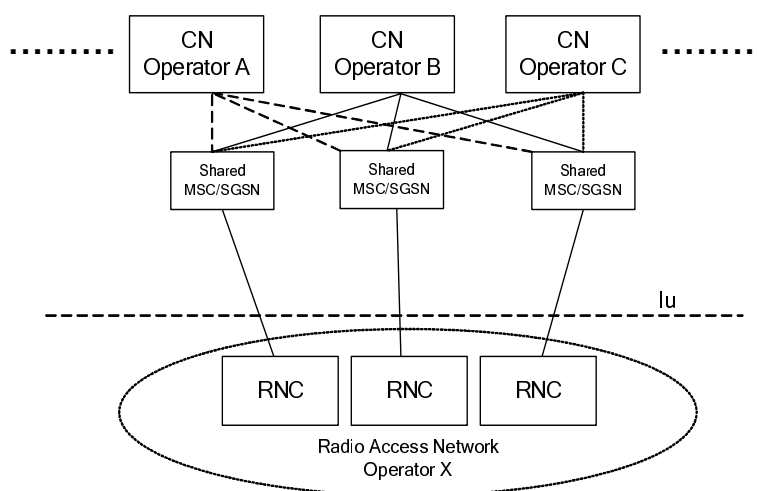 CN
Operator A
CN
Operator B
CN
Operator C
Shared
MSC/SGSN
Shared
MSC/SGSN
Shared
MSC/SGSN
Iu
RNC
RNC
RNC
Radio Access Network
Operator X